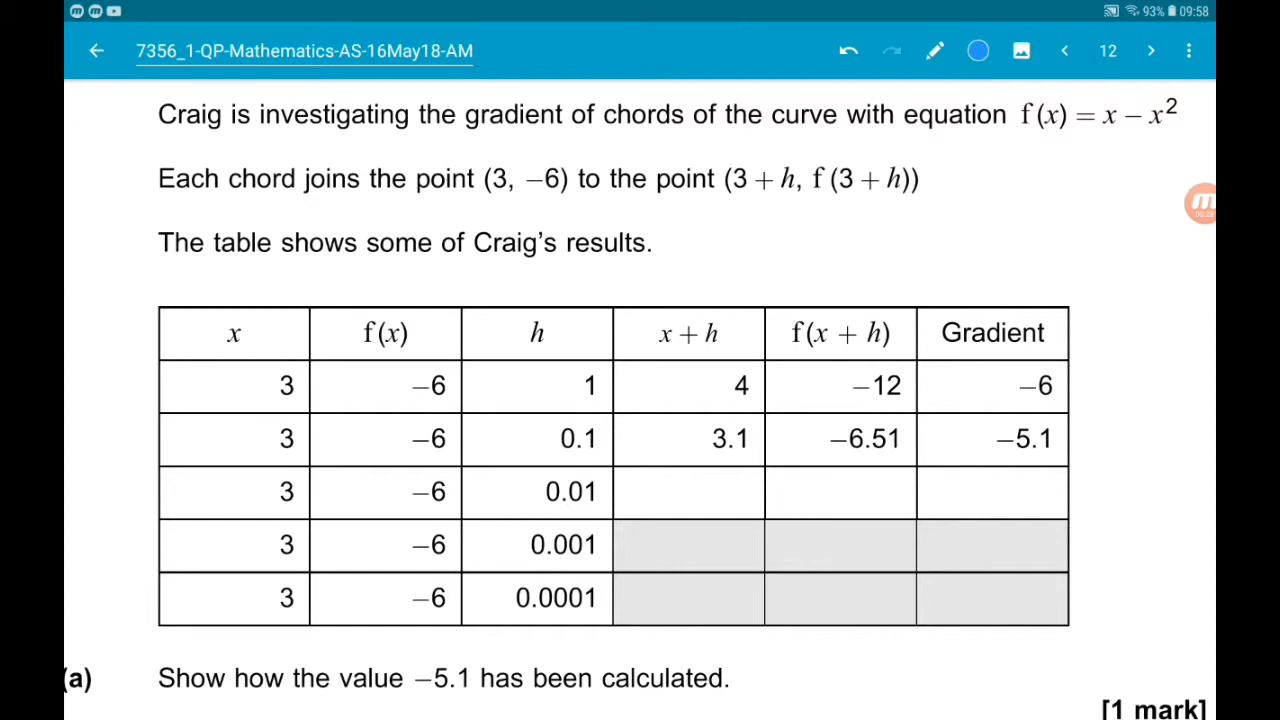 93% 09:58
7356_1-QP-Mathematics-AS-16May18-AM 12
Craig is investigating the gradient of chords of the curve with equation f(x) = x − x²
Each chord joins the point (3, −6) to the point (3 + h, f(3 + h))
m
00:28
The table shows some of Craig's results.
x f(x) h x + h f(x + h) Gradient
3 −6 1 4 −12 −6
3 −6 0.1 3.1 −6.51 −5.1
3 −6 0.01
3 −6 0.001
3 −6 0.0001
(a) Show how the value −5.1 has been calculated.
[1 mark]